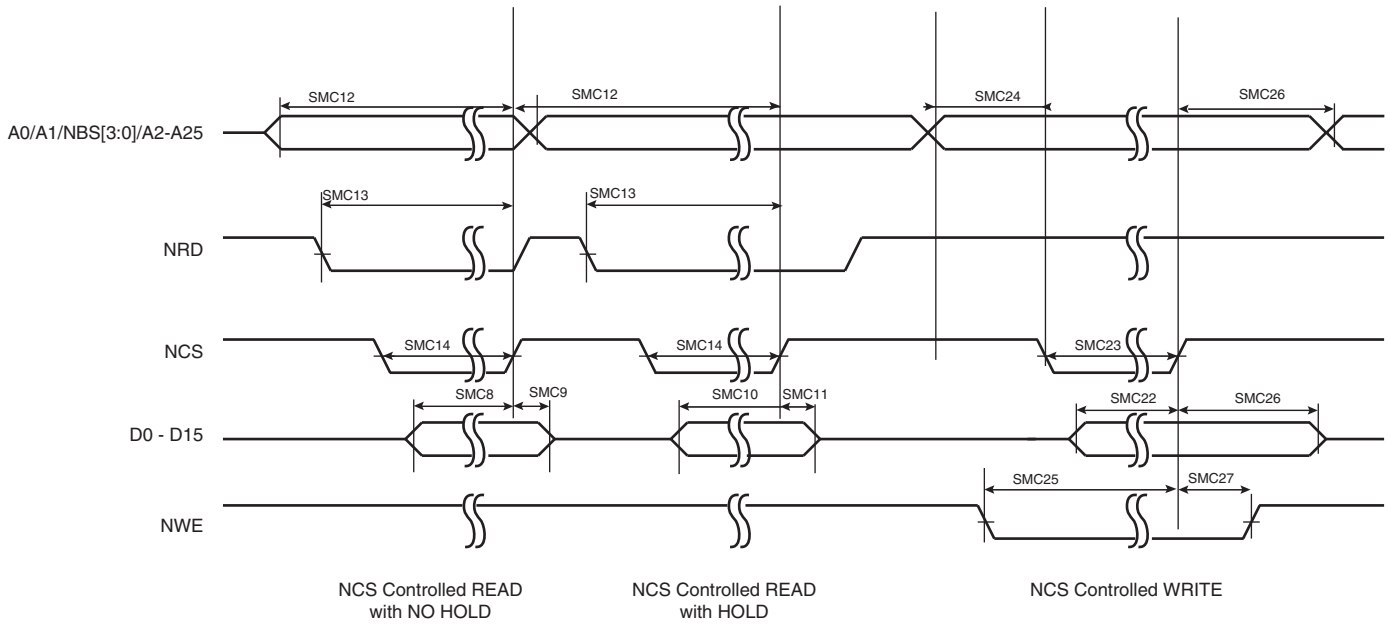 SMC12
SMC12
SMC24
SMC26
A0/A1/NBS[3:0]/A2-A25
SMC13
SMC13
NRD
NCS
SMC14
SMC14
SMC23
SMC8
SMC9
SMC10
SMC11
SMC22
SMC26
D0 - D15
SMC25
SMC27
NWE
NCS Controlled READ
with NO HOLD
NCS Controlled READ
with HOLD
NCS Controlled WRITE